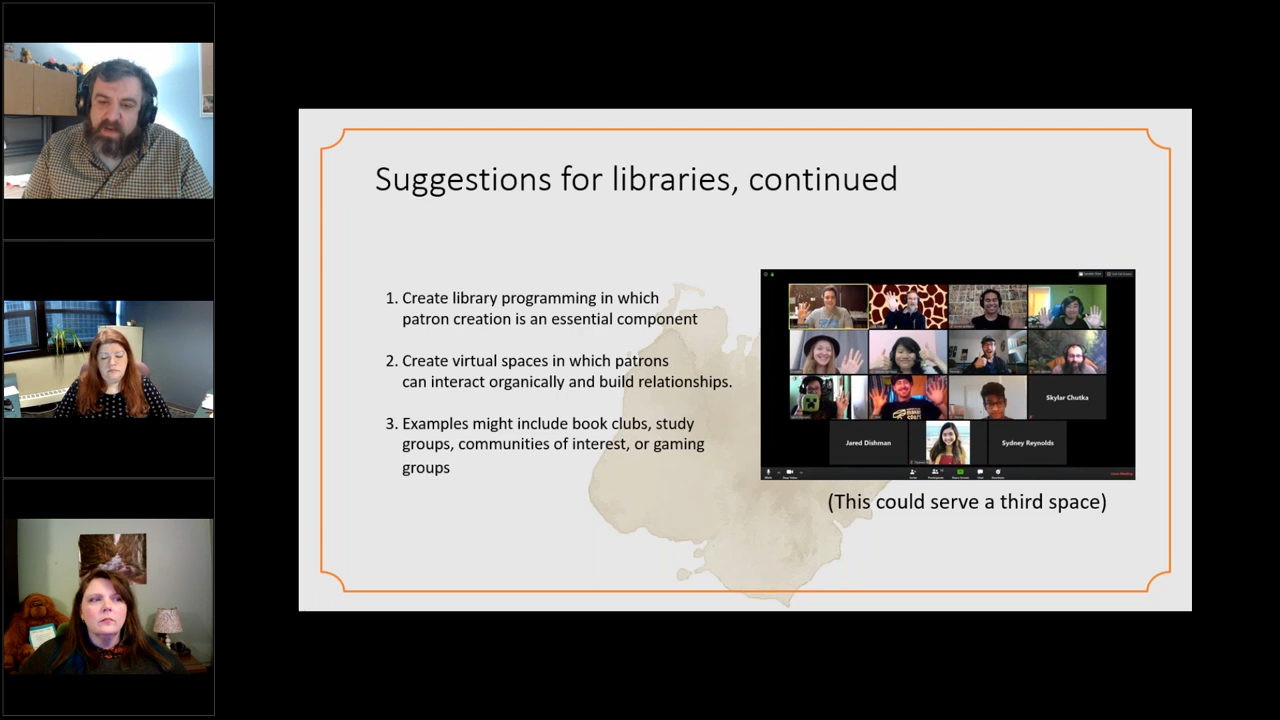 Suggestions for libraries, continued
1. Create library programming in which
patron creation is an essential component
2. Create virtual spaces in which patrons
can interact organically and build relationships.
3. Examples might include book clubs, study
groups, communities of interest, or gaming
groups
Skylar Chutka
Jared Dishman
Sydney Reynolds
(This could serve a third space)